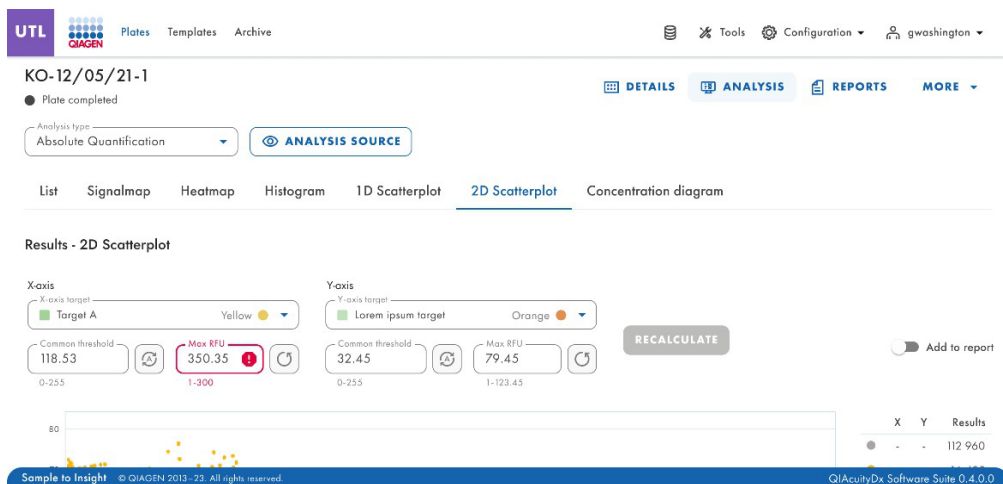 UTL QIAGEN Plates Templates Archive Tools Configuration gwashington
KO-12/05/21-1
Plate completed
DETAILS ANALYSIS REPORTS MORE
Analysis type
Absolute Quantification
ANALYSIS SOURCE
List Signalmap Heatmap Histogram 1D Scatterplot 2D Scatterplot Concentration diagram
Results - 2D Scatterplot
X-axis Y-axis
X-axis target Y-axis target
Target A Yellow Lorem ipsum target Orange
RECALCULATE
Common threshold Max RFU Common threshold Max RFU
118.53 A 350.35 ! 32.45 A 79.45
Add to report
0-255 1-300 0-255 1-123.45
X Y Results
80
- - 112 960
Sample to Insight © QIAGEN 2013-23. All rights reserved. QIAcuityDx Software Suite 0.4.0.0